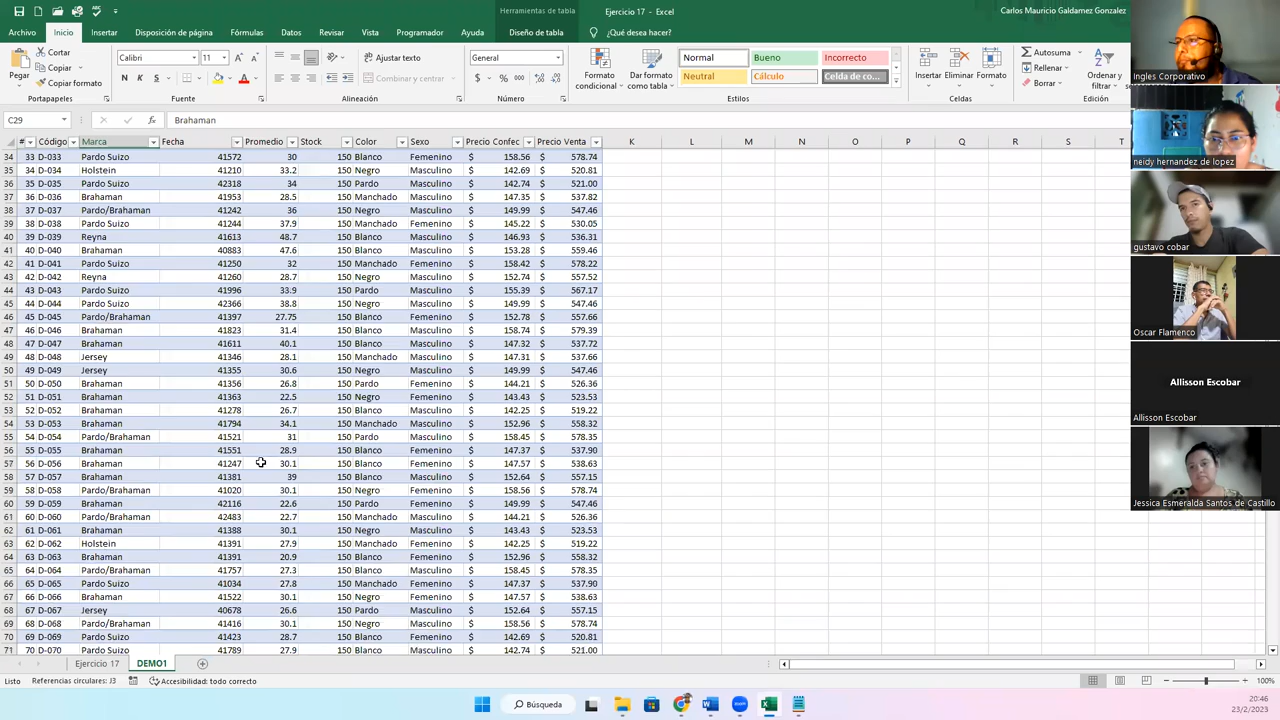 Herramientas de tabla
Ejercicio 17 - Excel
Carlos Mauricio Galdamez Gonzalez
Archivo Inicio Insertar Disposición de página Fórmulas Datos Revisar Vista Programador Ayuda Diseño de tabla ¿Qué desea hacer?
Pegar
Cortar
Copiar
Copiar formato
Portapapeles
Calibri 11
N K S
Fuente
Ajustar texto
Combinar y centrar
Alineación
General
$ % 000
Número
Formato condicional
Dar formato como tabla
Normal Bueno Incorrecto
Neutral Cálculo Celda de co...
Estilos
Insertar Eliminar Formato
Celdas
Autosuma
Rellenar
Borrar
Ordenar y filtrar
Edición
C29 fx Brahaman
# Código Marca Fecha Promedio Stock Color Sexo Precio Confec Precio Venta K L M N O P Q R S T
34 33 D-033 Pardo Suizo 41572 30 150 Blanco Femenino $ 158.56 $ 578.74
35 34 D-034 Holstein 41210 33.2 150 Negro Masculino $ 142.69 $ 520.81
36 35 D-035 Pardo Suizo 42318 34 150 Pardo Masculino $ 142.74 $ 521.00
37 36 D-036 Brahaman 41953 28.5 150 Manchado Masculino $ 147.35 $ 537.82
38 37 D-037 Pardo/Brahaman 41242 36 150 Negro Masculino $ 149.99 $ 547.46
39 38 D-038 Pardo Suizo 41244 37.9 150 Manchado Femenino $ 145.22 $ 530.05
40 39 D-039 Reyna 41613 48.7 150 Blanco Masculino $ 146.93 $ 536.31
41 40 D-040 Brahaman 40883 47.6 150 Blanco Masculino $ 153.28 $ 559.46
42 41 D-041 Pardo Suizo 41250 32 150 Manchado Femenino $ 158.42 $ 578.22
43 42 D-042 Reyna 41260 28.7 150 Negro Masculino $ 152.74 $ 557.52
44 43 D-043 Pardo Suizo 41996 33.9 150 Pardo Masculino $ 155.39 $ 567.17
45 44 D-044 Pardo Suizo 42366 38.8 150 Negro Masculino $ 149.99 $ 547.46
46 45 D-045 Pardo/Brahaman 41397 27.75 150 Blanco Femenino $ 152.78 $ 557.66
47 46 D-046 Brahaman 41823 31.4 150 Blanco Masculino $ 158.74 $ 579.39
48 47 D-047 Brahaman 41611 40.1 150 Blanco Femenino $ 147.32 $ 537.72
49 48 D-048 Jersey 41346 28.1 150 Manchado Masculino $ 147.31 $ 537.66
50 49 D-049 Jersey 41355 30.6 150 Negro Masculino $ 149.99 $ 547.46
51 50 D-050 Brahaman 41356 26.8 150 Pardo Femenino $ 144.21 $ 526.36
52 51 D-051 Brahaman 41363 22.5 150 Negro Femenino $ 143.43 $ 523.53
53 52 D-052 Brahaman 41278 26.7 150 Blanco Masculino $ 142.25 $ 519.22
54 53 D-053 Brahaman 41794 34.1 150 Manchado Masculino $ 152.96 $ 558.32
55 54 D-054 Pardo/Brahaman 41521 31 150 Pardo Masculino $ 158.45 $ 578.35
56 55 D-055 Brahaman 41551 28.9 150 Blanco Femenino $ 147.37 $ 537.90
57 56 D-056 Brahaman 41247 30.1 150 Blanco Femenino $ 147.57 $ 538.63
58 57 D-057 Brahaman 41381 39 150 Blanco Masculino $ 152.64 $ 557.15
59 58 D-058 Pardo/Brahaman 41020 30.1 150 Negro Masculino $ 158.56 $ 578.74
60 59 D-059 Brahaman 42116 22.6 150 Pardo Femenino $ 149.99 $ 547.46
61 60 D-060 Pardo/Brahaman 42483 22.7 150 Manchado Masculino $ 144.21 $ 526.36
62 61 D-061 Brahaman 41388 30.1 150 Negro Masculino $ 143.43 $ 523.53
63 62 D-062 Holstein 41391 27.9 150 Manchado Femenino $ 142.25 $ 519.22
64 63 D-063 Brahaman 41391 20.9 150 Blanco Femenino $ 152.96 $ 558.32
65 64 D-064 Pardo/Brahaman 41757 27.3 150 Blanco Masculino $ 158.45 $ 578.35
66 65 D-065 Pardo Suizo 41034 27.8 150 Manchado Femenino $ 147.37 $ 537.90
67 66 D-066 Brahaman 41522 30.1 150 Negro Femenino $ 147.57 $ 538.63
68 67 D-067 Jersey 40678 26.6 150 Pardo Masculino $ 152.64 $ 557.15
69 68 D-068 Pardo/Brahaman 41416 30.1 150 Negro Masculino $ 158.56 $ 578.74
70 69 D-069 Pardo Suizo 41423 28.7 150 Blanco Femenino $ 142.69 $ 520.81
71 70 D-070 Pardo Suizo 41789 27.9 150 Blanco Masculino $ 142.74 $ 521.00
Ejercicio 17 DEMO1
Listo Referencias circulares: J3 Accesibilidad: todo correcto 100%
Búsqueda
20:46
23/2/2023
Ingles Corporativo
neidy hernandez de lopez
gustavo cobar
Oscar Flamenco
Allisson Escobar
Allisson Escobar
Jessica Esmeralda Santos de Castillo